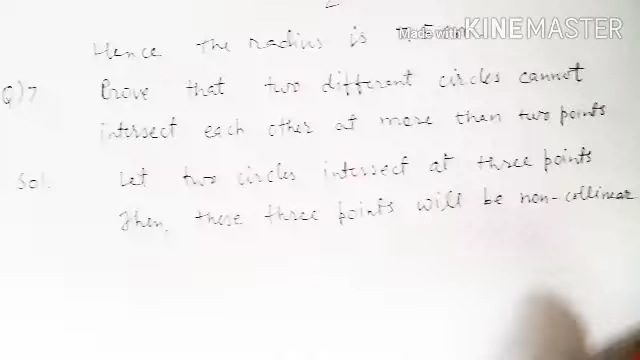 Hence the radius is
Made with KINEMASTER
Q)7 Prove that two different circles cannot
intersect each other at more than two points
Sol. Let two circles intersect at three points
Then, these three points will be non-collinear